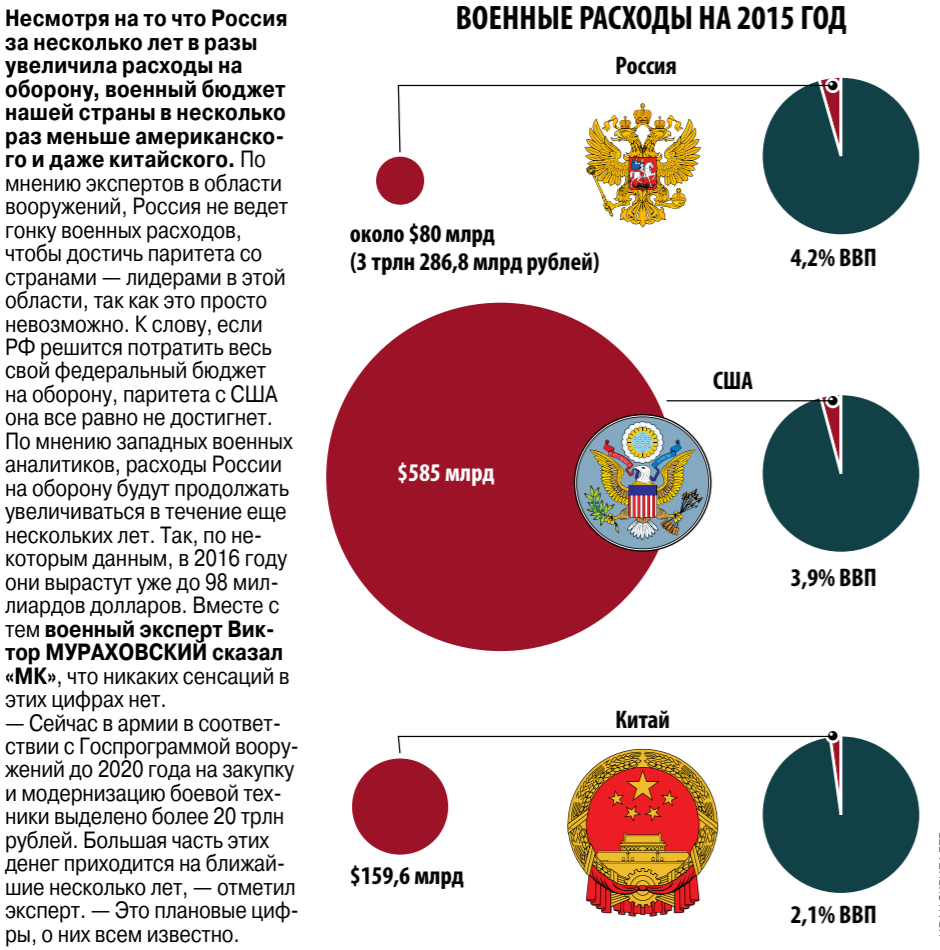 Несмотря на то что Россия
за несколько лет в разы
увеличила расходы на
оборону, военный бюджет
нашей страны в несколько
раз меньше американско-
го и даже китайского. По
мнению экспертов в области
вооружений, Россия не ведет
гонку военных расходов,
чтобы достичь паритета со
странами — лидерами в этой
области, так как это просто
невозможно. К слову, если
РФ решится потратить весь
свой федеральный бюджет
на оборону, паритета с США
она все равно не достигнет.
По мнению западных военных
аналитиков, расходы России
на оборону будут продолжать
увеличиваться в течение еще
нескольких лет. Так, по не-
которым данным, в 2016 году
они вырастут уже до 98 мил-
лиардов долларов. Вместе с
тем военный эксперт Вик-
тор МУРАХОВСКИЙ сказал
«МК», что никаких сенсаций в
этих цифрах нет.
— Сейчас в армии в соответ-
ствии с Госпрограммой воору-
жений до 2020 года на закупку
и модернизацию боевой тех-
ники выделено более 20 трлн
рублей. Большая часть этих
денег приходится на ближай-
шие несколько лет, — отметил
эксперт. — Это плановые циф-
ры, о них всем известно.
ВОЕННЫЕ РАСХОДЫ НА 2015 ГОД
Россия
около $80 млрд
(3 трлн 286,8 млрд рублей)
4,2% ВВП
США
$585 млрд
3,9% ВВП
Китай
$159,6 млрд
2,1% ВВП